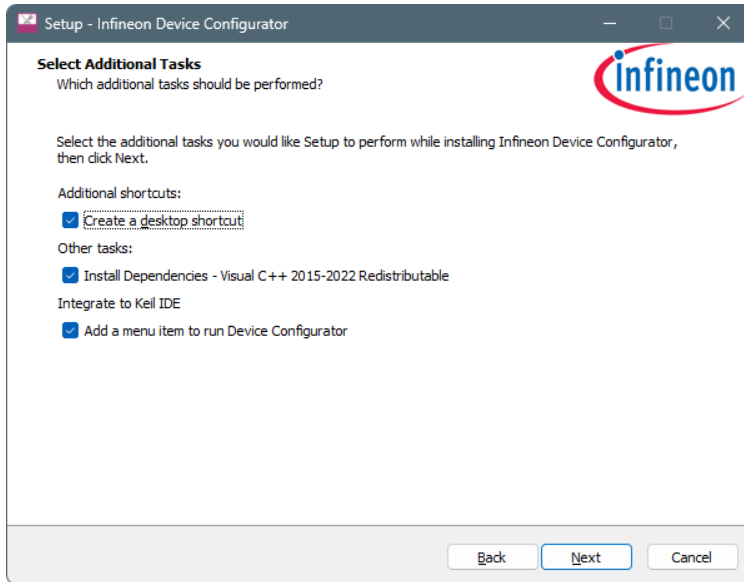 Setup - Infineon Device Configurator
Select Additional Tasks
Which additional tasks should be performed?
infineon
Select the additional tasks you would like Setup to perform while installing Infineon Device Configurator,
then click Next.
Additional shortcuts:
Create a desktop shortcut
Other tasks:
Install Dependencies - Visual C++ 2015-2022 Redistributable
Integrate to Keil IDE
Add a menu item to run Device Configurator
Back
Next
Cancel